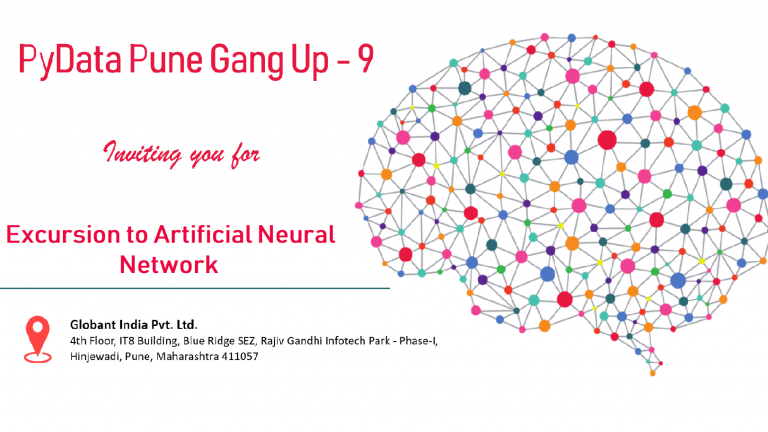 PyData Pune Gang Up - 9
Inviting you for
Excursion to Artificial Neural
Network
Globant India Pvt. Ltd.
4th Floor, IT8 Building, Blue Ridge SEZ, Rajiv Gandhi Infotech Park - Phase-I,
Hinjewadi, Pune, Maharashtra 411057